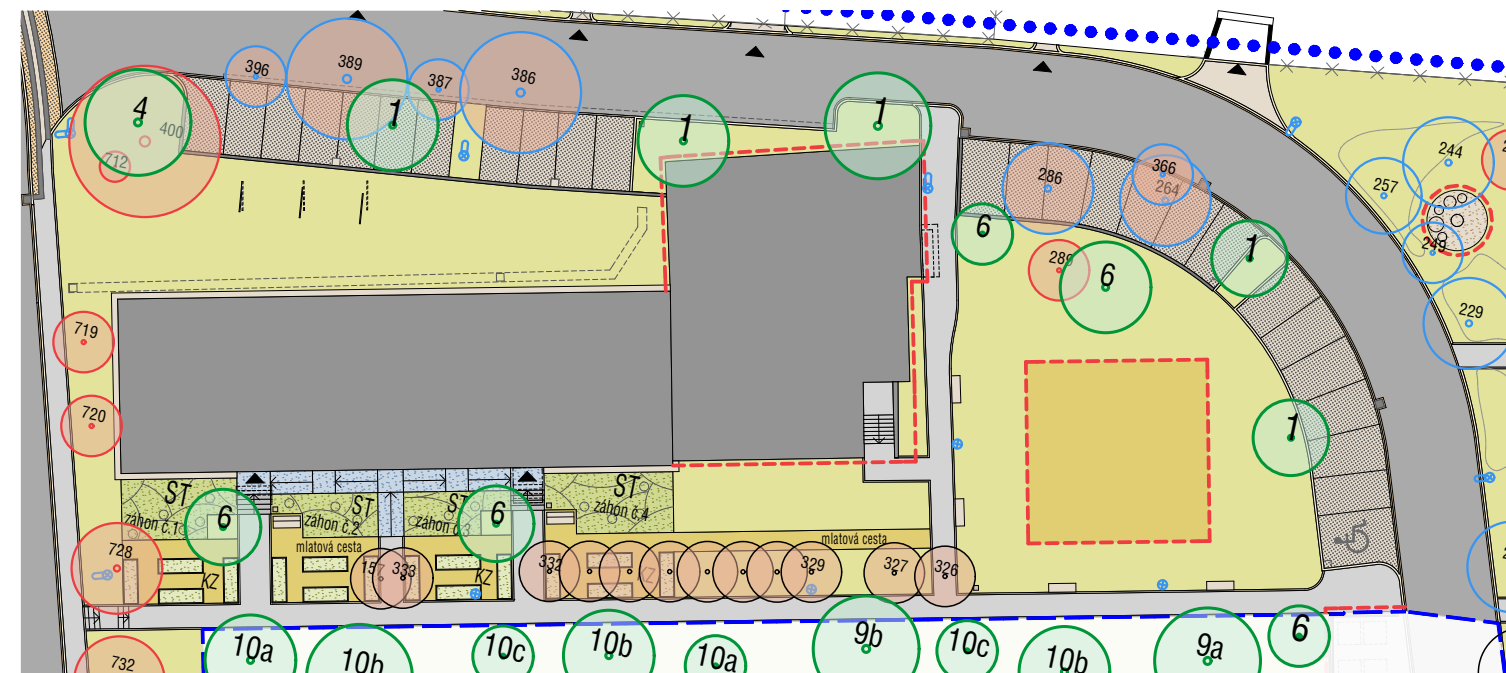 396
389
387
386
4
400
712
1
1
1
244
257
249
229
286
366
264
6
289
6
1
719
720
1
ST
záhon č.1
6
ST
záhon č.2
záhon č.3
6
ST
záhon č.4
mlatová cesta
mlatová cesta
728
KZ
333
KZ
332
KZ
329
327
326
732
10a
10b
10c
10b
10a
9b
10c
10b
9a
6